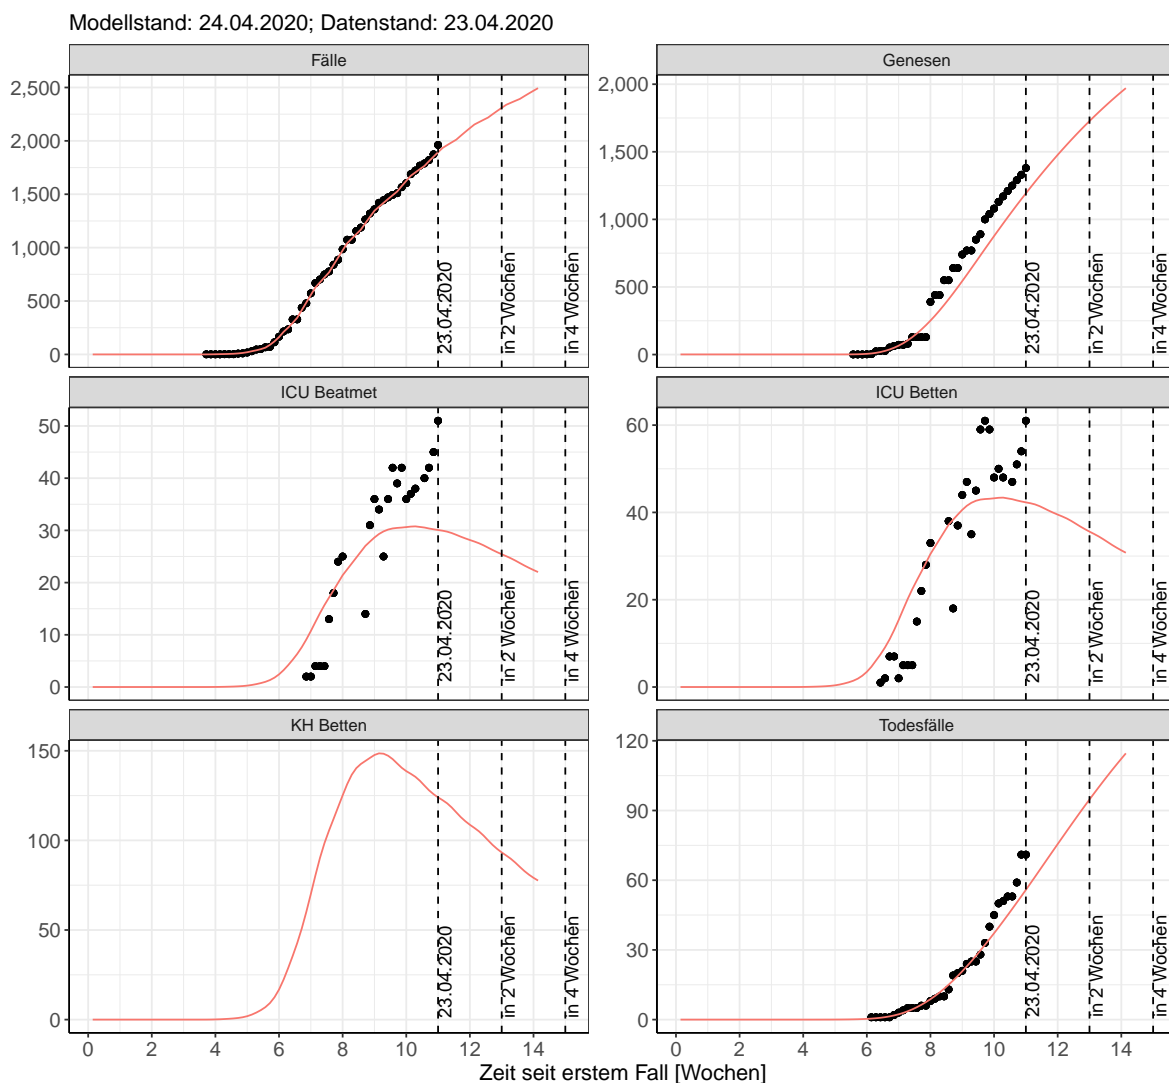 Modellstand: 24.04.2020; Datenstand: 23.04.2020
Fälle
2,500
2,000
1,500
1,000
500
0
23.04.2020
in 2 Wochen
in 4 Wochen
Genesen
2,000
1,500
1,000
500
0
23.04.2020
in 2 Wochen
in 4 Wochen
ICU Beatmet
50
40
30
20
10
0
23.04.2020
in 2 Wochen
in 4 Wochen
ICU Betten
60
40
20
0
23.04.2020
in 2 Wochen
in 4 Wochen
KH Betten
150
100
50
0
23.04.2020
in 2 Wochen
in 4 Wochen
0 2 4 6 8 10 12 14
Todesfälle
120
90
60
30
0
23.04.2020
in 2 Wochen
in 4 Wochen
0 2 4 6 8 10 12 14
Zeit seit erstem Fall [Wochen]